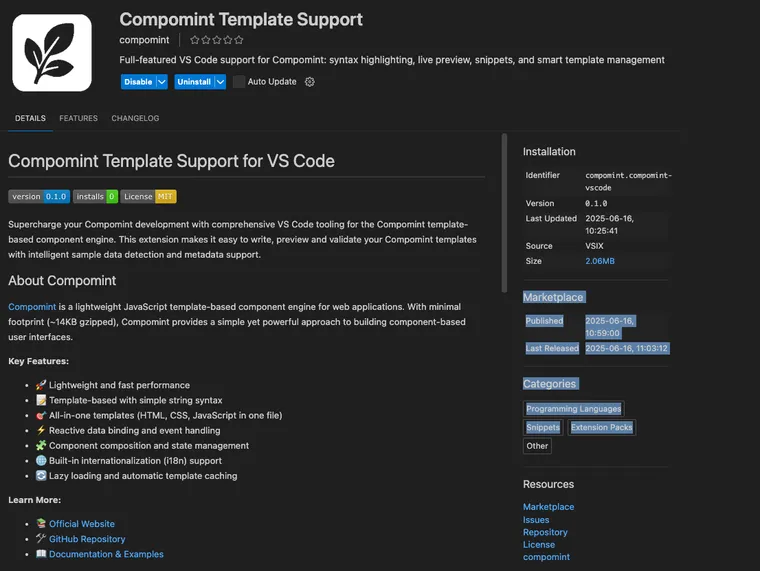 Compomint Template Support
compomint
Full-featured VS Code support for Compomint: syntax highlighting, live preview, snippets, and smart template management
Disable
Uninstall
Auto Update
DETAILS
FEATURES
CHANGELOG
Compomint Template Support for VS Code
version 0.1.0
installs 0
License MIT
Supercharge your Compomint development with comprehensive VS Code tooling for the Compomint template-
based component engine. This extension makes it easy to write, preview and validate your Compomint templates
with intelligent sample data detection and metadata support.
About Compomint
Compomint is a lightweight JavaScript template-based component engine for web applications. With minimal
footprint (~14KB gzipped), Compomint provides a simple yet powerful approach to building component-based
user interfaces.
Key Features:
• 🚀 Lightweight and fast performance
• 📝 Template-based with simple string syntax
• 🎯 All-in-one templates (HTML, CSS, JavaScript in one file)
• ⚡ Reactive data binding and event handling
• 🧩 Component composition and state management
• 🌐 Built-in internationalization (i18n) support
• 🔄 Lazy loading and automatic template caching
Learn More:
• 📚 Official Website
• 🛠 GitHub Repository
• 📖 Documentation & Examples
Installation
Identifier compomint.compomint-
vscode
Version 0.1.0
Last Updated 2025-06-16,
10:25:41
Source VSIX
Size 2.06MB
Marketplace
Published 2025-06-16,
10:59:00
Last Released 2025-06-16, 11:03:12
Categories
Programming Languages
Snippets Extension Packs
Other
Resources
Marketplace
Issues
Repository
License
compomint